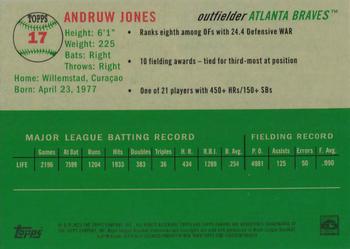 TOPPS
17
ANDRUW JONES
outfielder ATLANTA BRAVES™
Height: 6'1"
Weight: 225
Bats: Right
Throws: Right
Home: Willemstad, Curaçao
Born: April 23, 1977
• Ranks eighth among OFs with 24.4 Defensive WAR
• 10 fielding awards – tied for third-most at position
• One of 21 players with 450+ HRs/150+ SBs
MAJOR LEAGUE BATTING RECORD
FIELDING RECORD
Games At Bat Runs Hits Doubles Triples H. R. R.B.I. B. Avg. P. O. Assists Errors F. Avg.
LIFE 2196 7599 1204 1933 383 36 434 1289 .254 4981 125 50 .990
Topps